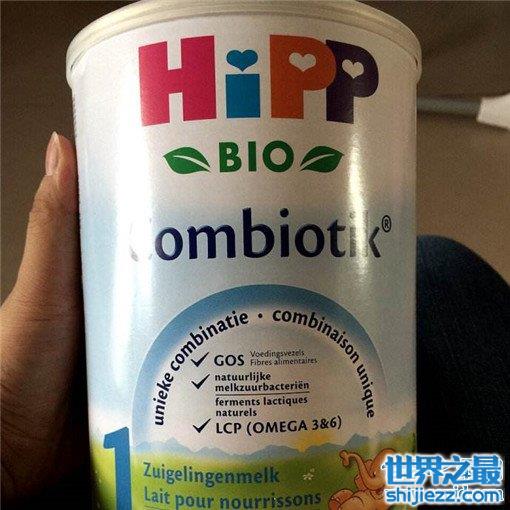 HiPP
BIO
Combiotik®
unieke combinatie • combinaison unique
✓ GOS Voedingsvezels
Fibres alimentaires
✓ natuurlijke
melkzuurbacteriën
ferments lactiques
naturels
✓ LCP (OMEGA 3&6)
1
Zuigelingenmelk
Lait pour nourrissons
世界之最
shijiezzl.com